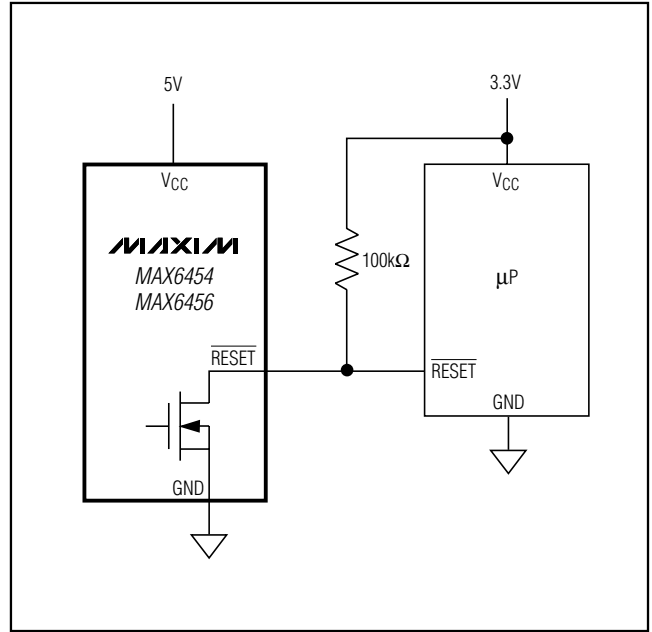 5V
3.3V
VCC
VCC
MAXIM
MAX6454
MAX6456
100kΩ
μP
RESET
RESET
GND
GND